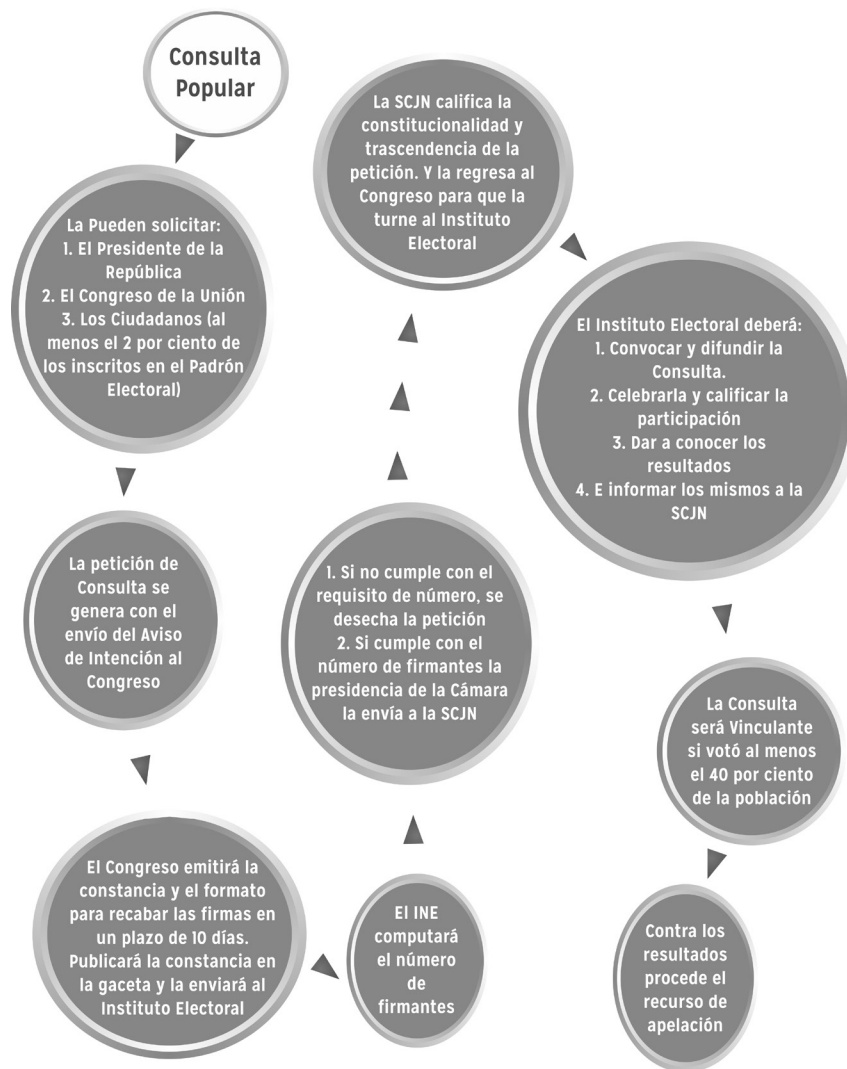 Consulta
Popular
La Pueden solicitar:
1. El Presidente de la
República
2. El Congreso de la Unión
3. Los Ciudadanos (al
menos el 2 por ciento de
los inscritos en el Padrón
Electoral)
La petición de
Consulta se
genera con el
envío del Aviso
de Intención al
Congreso
El Congreso emitirá la
constancia y el formato
para recabar las firmas en
un plazo de 10 días.
Publicará la constancia en
la gaceta y la enviará al
Instituto Electoral
El INE
computará
el número
de
firmantes
1. Si no cumple con el
requisito de número, se
desecha la petición
2. Si cumple con el
número de firmantes la
presidencia de la Cámara
la envía a la SCJN
La SCJN califica la
constitucionalidad y
trascendencia de la
petición. Y la regresa al
Congreso para que la
turne al Instituto
Electoral
El Instituto Electoral deberá:
1. Convocar y difundir la
Consulta.
2. Celebrarla y calificar la
participación
3. Dar a conocer los
resultados
4. E informar los mismos a la
SCJN
La Consulta
será Vinculante
si votó al menos
el 40 por ciento
de la población
Contra los
resultados
procede el
recurso de
apelación